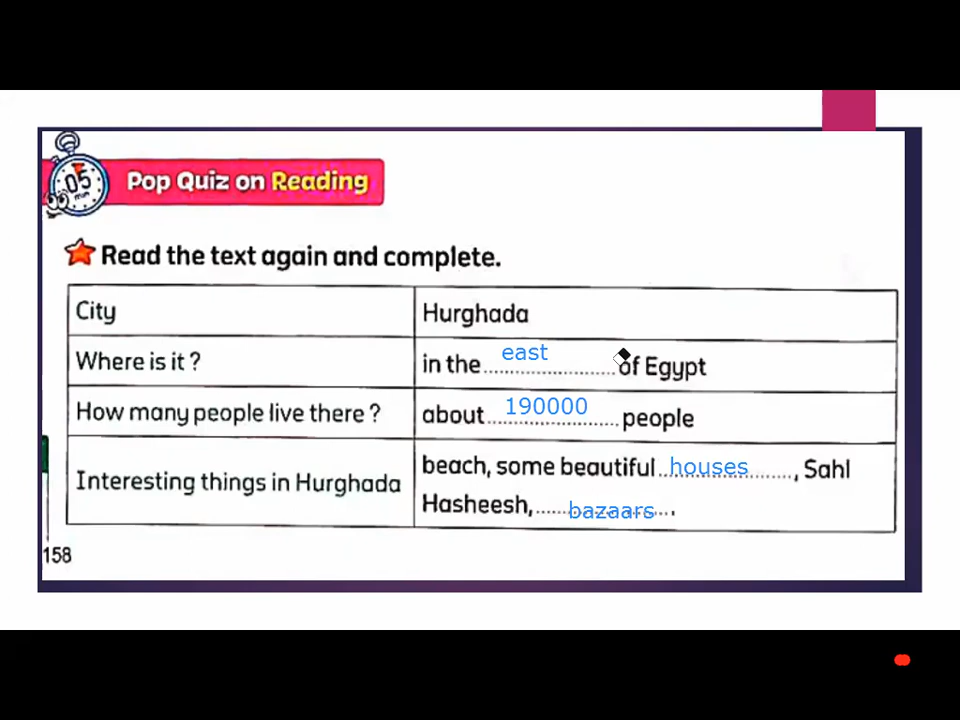 05
min
Pop Quiz on Reading
Read the text again and complete.
City
Hurghada
Where is it ?
in the east of Egypt
How many people live there ?
about 190000 people
Interesting things in Hurghada
beach, some beautiful houses, Sahl
Hasheesh, bazaars.
158